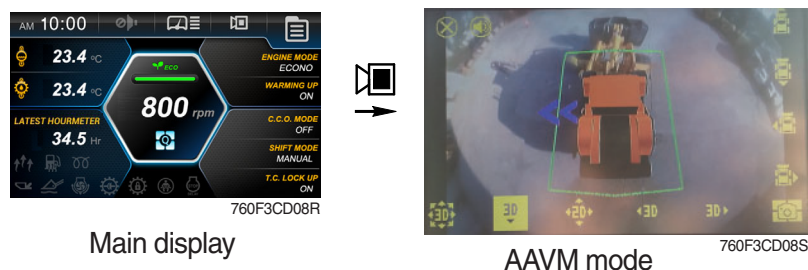 AM 10:00
23.4 ℃
ECO
ENGINE MODE
ECONO
23.4 ℃
WARMING UP
ON
800 rpm
LATEST HOURMETER
34.5 Hr
C.C.O. MODE
OFF
SHIFT MODE
MANUAL
T.C. LOCK UP
ON
760F3CD08R
Main display
3D
3D
2D
3D
3D
760F3CD08S
AAVM mode